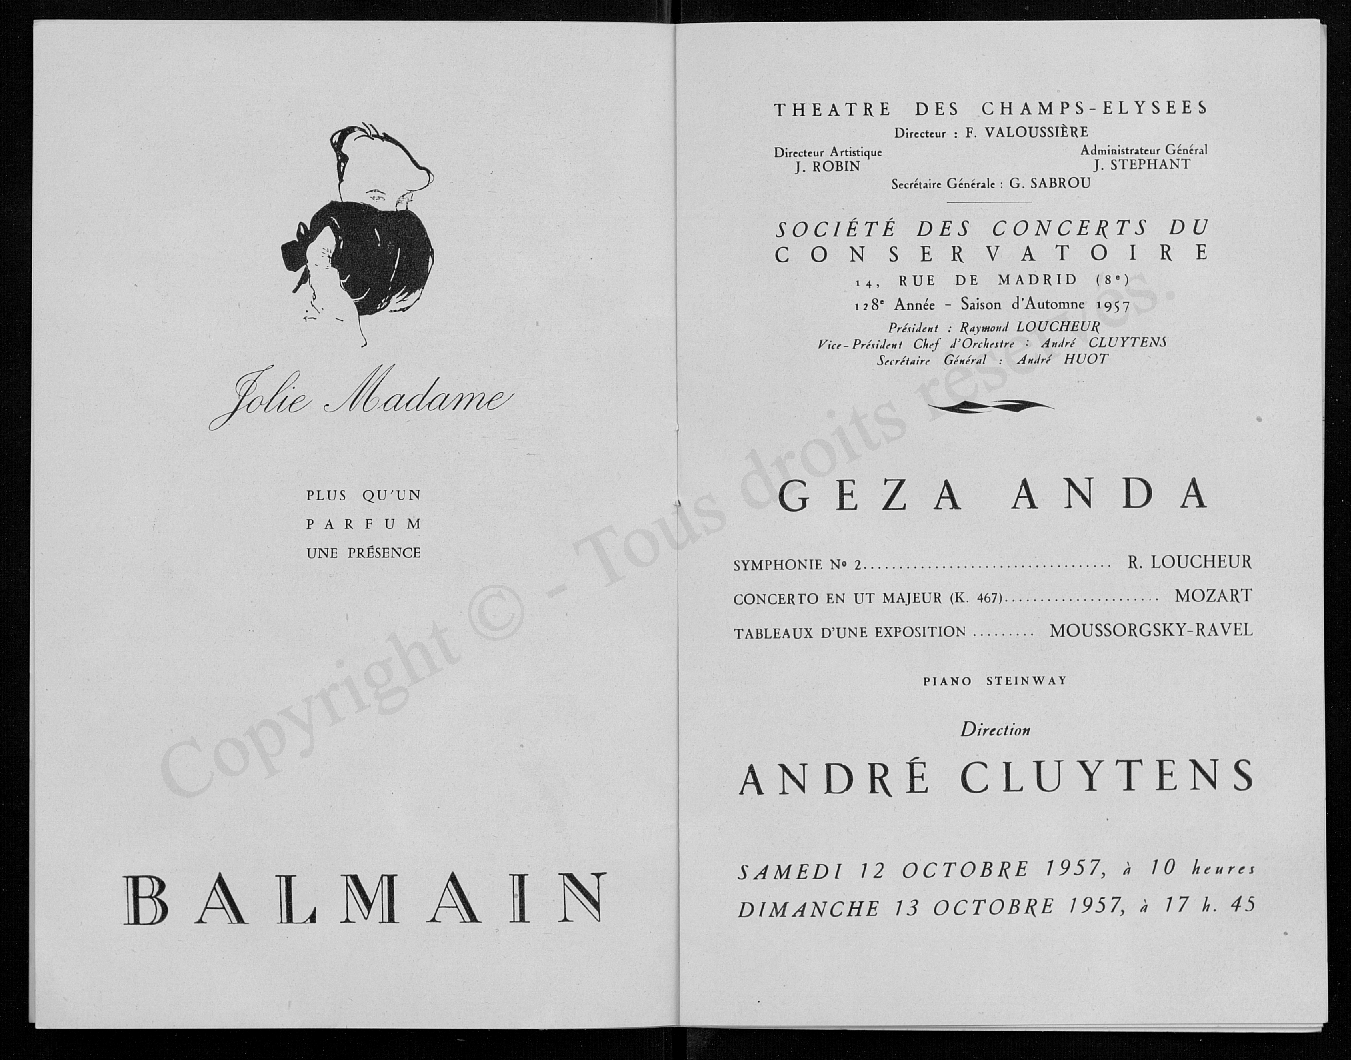 Jolie Madame
PLUS QU'UN
PARFUM
UNE PRÉSENCE
BALMAIN
THEATRE DES CHAMPS-ELYSEES
Directeur : F. VALOUSSIÈRE
Directeur Artistique
J. ROBIN
Administrateur Général
J. STEPHANT
Secrétaire Générale : G. SABROU
SOCIÉTÉ DES CONCERTS DU
CONSERVATOIRE
14, RUE DE MADRID (8e)
128e Année - Saison d'Automne 1957
Président : Raymond LOUCHEUR
Vice-Président Chef d'Orchestre : André CLUYTENS
Secrétaire Général : André HUOT
GEZA ANDA
SYMPHONIE No 2................................... R. LOUCHEUR
CONCERTO EN UT MAJEUR (K. 467)...................... MOZART
TABLEAUX D'UNE EXPOSITION ......... MOUSSORGSKY-RAVEL
PIANO STEINWAY
Direction
ANDRÉ CLUYTENS
SAMEDI 12 OCTOBRE 1957, à 10 heures
DIMANCHE 13 OCTOBRE 1957, à 17 h. 45
Copyright © - Tous droits réservés.